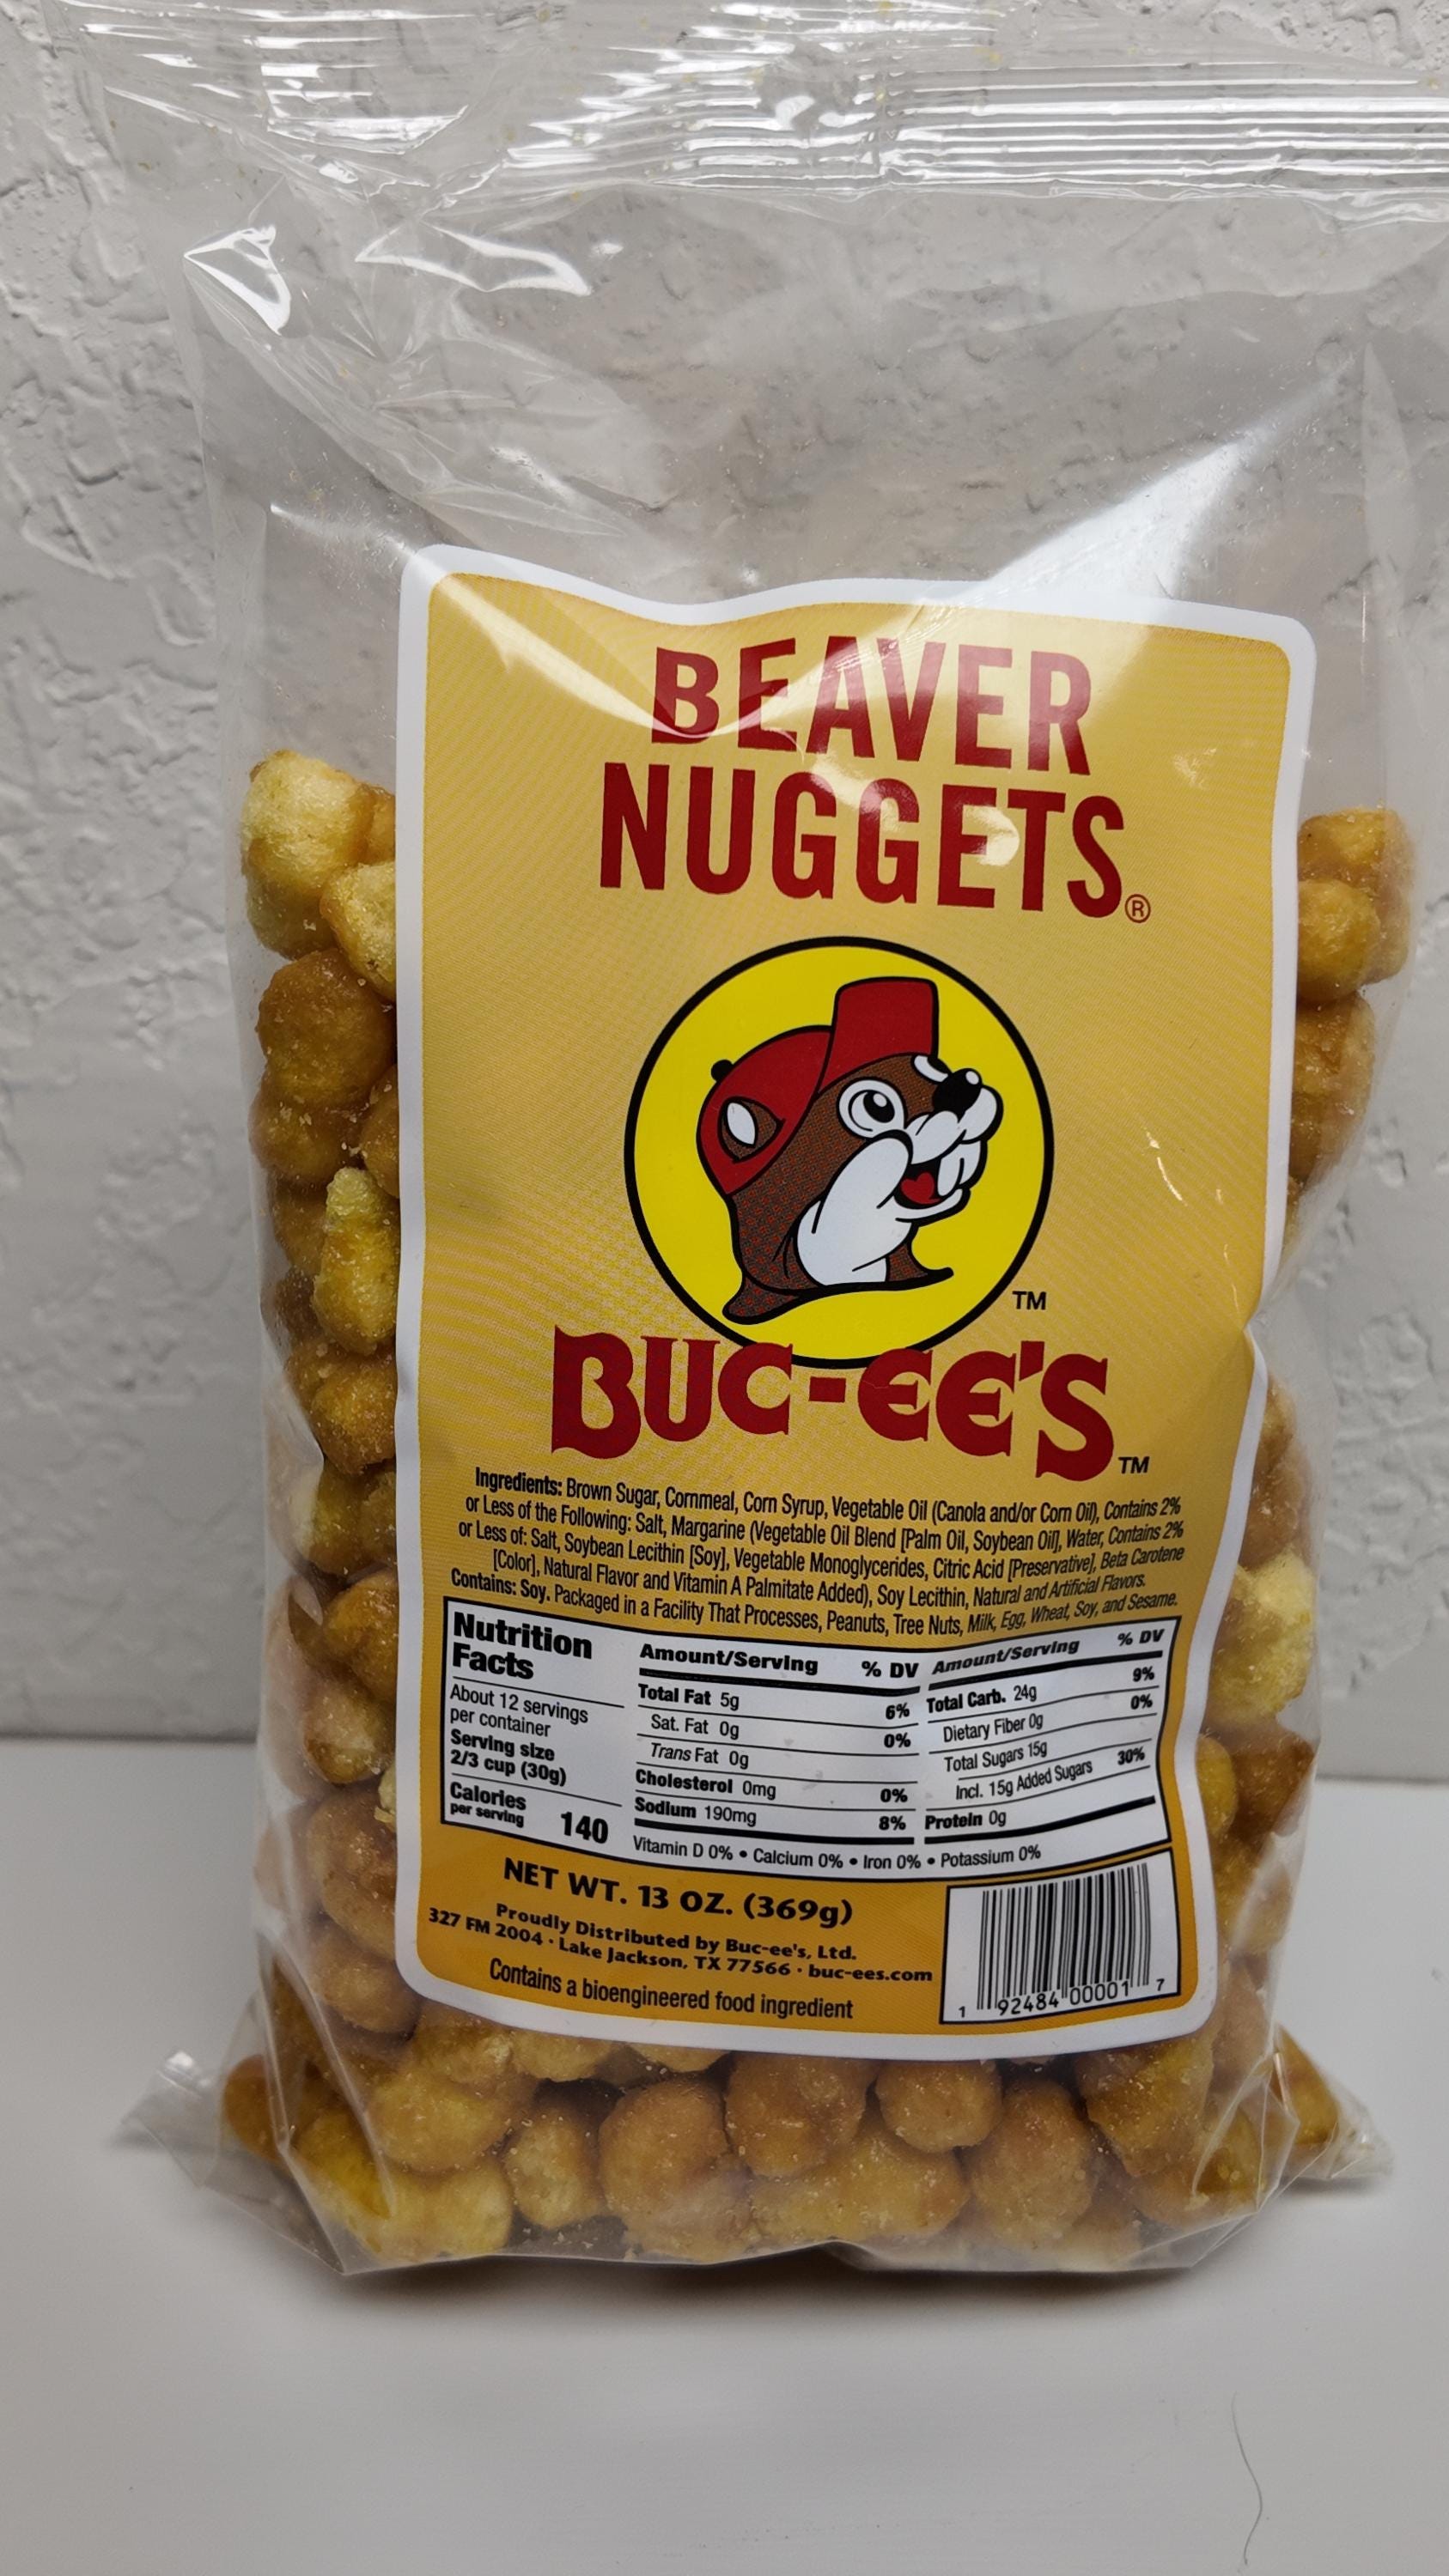 BEAVER
NUGGETS®
TM
BUC-EE'S TM
Ingredients: Brown Sugar, Cornmeal, Corn Syrup, Vegetable Oil (Canola and/or Corn Oil), Contains 2%
or Less of the Following: Salt, Margarine (Vegetable Oil Blend [Palm Oil, Soybean Oil], Water, Contains 2%
or Less of: Salt, Soybean Lecithin [Soy], Vegetable Monoglycerides, Citric Acid [Preservative], Beta Carotene
[Color], Natural Flavor and Vitamin A Palmitate Added), Soy Lecithin, Natural and Artificial Flavors.
Contains: Soy. Packaged in a Facility That Processes, Peanuts, Tree Nuts, Milk, Egg, Wheat, Soy, and Sesame.
Nutrition
Facts
About 12 servings
per container
Serving size
2/3 cup (30g)
Calories
per serving 140
Amount/Serving % DV
Total Fat 5g 6%
Sat. Fat 0g 0%
Trans Fat 0g
Cholesterol 0mg 0%
Sodium 190mg 8%
Amount/Serving % DV
Total Carb. 24g 9%
Dietary Fiber 0g 0%
Total Sugars 15g
Incl. 15g Added Sugars 30%
Protein 0g
Vitamin D 0% • Calcium 0% • Iron 0% • Potassium 0%
NET WT. 13 OZ. (369g)
Proudly Distributed by Buc-ee's, Ltd.
327 FM 2004 · Lake Jackson, TX 77566 · buc-ees.com
Contains a bioengineered food ingredient
1 92484 00001 7